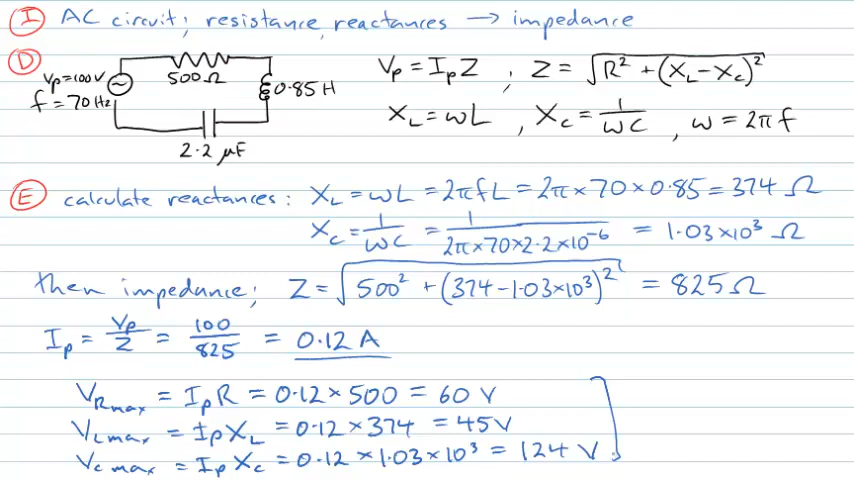 I AC circuit; resistance, reactances → impedance
D
Vp = 100V
f = 70 Hz
500 Ω
0.85 H
2.2 μF
Vp = IpZ ; Z = √(R² + (XL - Xc)²)
XL = ωL , Xc = 1/ωC , ω = 2πf
E calculate reactances: XL = ωL = 2πfL = 2π×70×0.85 = 374 Ω
Xc = 1/ωC = 1/(2π×70×2.2×10⁻⁶) = 1.03×10³ Ω
then impedance; Z = √(500² + (374 - 1.03×10³)²) = 825 Ω
Ip = Vp/Z = 100/825 = 0.12 A
VRmax = IpR = 0.12 × 500 = 60 V
VLmax = IpXL = 0.12 × 374 = 45V
Vcmax = IpXc = 0.12 × 1.03 × 10³ = 124 V